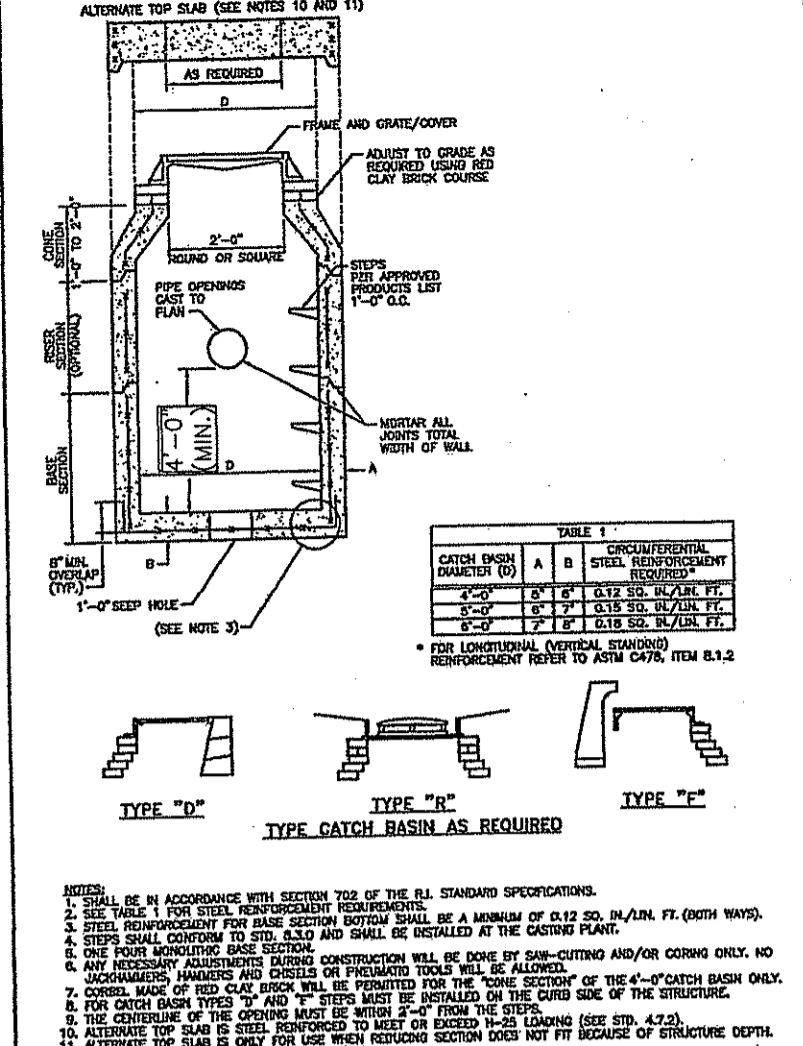 ALTERNATE TOP SLAB (SEE NOTES 10 AND 11)
AS REQUIRED
D
FRAME AND GRATE/COVER
ADJUST TO GRADE AS
REQUIRED USING RED
CLAY BRICK COURSE
CONE
SECTION
1'-0" TO 2'-0"
2'-0"
ROUND OR SQUARE
STEPS
PER APPROVED
PRODUCTS LIST
1'-0" O.C.
PIPE OPENINGS
CAST TO
PLAN
RISER
SECTION
(OPTIONAL)
MORTAR ALL
JOINTS TOTAL
WIDTH OF WALL
4'-0"
(MIN.)
D
A
BASE
SECTION
8" MIN.
OVERLAP
(TYP.)
B
1'-0" SEEP HOLE
(SEE NOTE 3)
TABLE 1
CATCH BASIN
DIAMETER (D)
A
B
CIRCUMFERENTIAL
STEEL REINFORCEMENT
REQUIRED*
4'-0" 5" 6" 0.12 SQ. IN./LIN. FT.
5'-0" 6" 7" 0.15 SQ. IN./LIN. FT.
6'-0" 7" 8" 0.18 SQ. IN./LIN. FT.
* FOR LONGITUDINAL (VERTICAL STANDING)
REINFORCEMENT REFER TO ASTM C478, ITEM 8.1.2
TYPE "D"
TYPE "R"
TYPE "F"
TYPE CATCH BASIN AS REQUIRED
NOTES:
1. SHALL BE IN ACCORDANCE WITH SECTION 702 OF THE R.I. STANDARD SPECIFICATIONS.
2. SEE TABLE 1 FOR STEEL REINFORCEMENT REQUIREMENTS.
3. STEEL REINFORCEMENT FOR BASE SECTION BOTTOM SHALL BE A MINIMUM OF 0.12 SQ. IN./LIN. FT. (BOTH WAYS).
4. STEPS SHALL CONFORM TO STD. AND SHALL BE INSTALLED AT THE CASTING PLANT.
5. ONE POUR MONOLITHIC BASE SECTION.
6. ANY NECESSARY ADJUSTMENTS DURING CONSTRUCTION WILL BE DONE BY SAW-CUTTING AND/OR CORING ONLY. NO
JACKHAMMERS, HAMMERS AND CHISELS OR PNEUMATIC TOOLS WILL BE ALLOWED.
7. CORBEL MADE OF RED CLAY BRICK WILL BE PERMITTED FOR THE "CONE SECTION" OF THE 4'-0" CATCH BASIN ONLY.
8. FOR CATCH BASIN TYPES "D" AND "F" STEPS MUST BE INSTALLED ON THE CURB SIDE OF THE STRUCTURE.
9. THE CENTERLINE OF THE OPENING MUST BE WITHIN 2'-0" FROM THE STEPS.
10. ALTERNATE TOP SLAB IS STEEL REINFORCED TO MEET OR EXCEED H-25 LOADING (SEE STD. 4.7.2).
11. ALTERNATE TOP SLAB IS ONLY FOR USE WHEN REDUCING SECTION DOES NOT FIT BECAUSE OF STRUCTURE DEPTH.